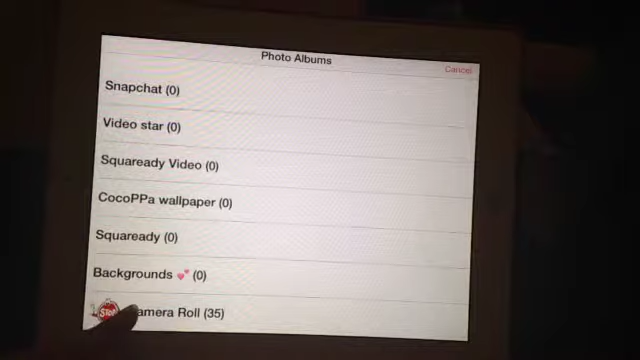 Photo Albums
Cancel
Snapchat (0)
Video star (0)
Squaready Video (0)
CocoPPa wallpaper (0)
Squaready (0)
Backgrounds 💕 (0)
STOP
amera Roll (35)